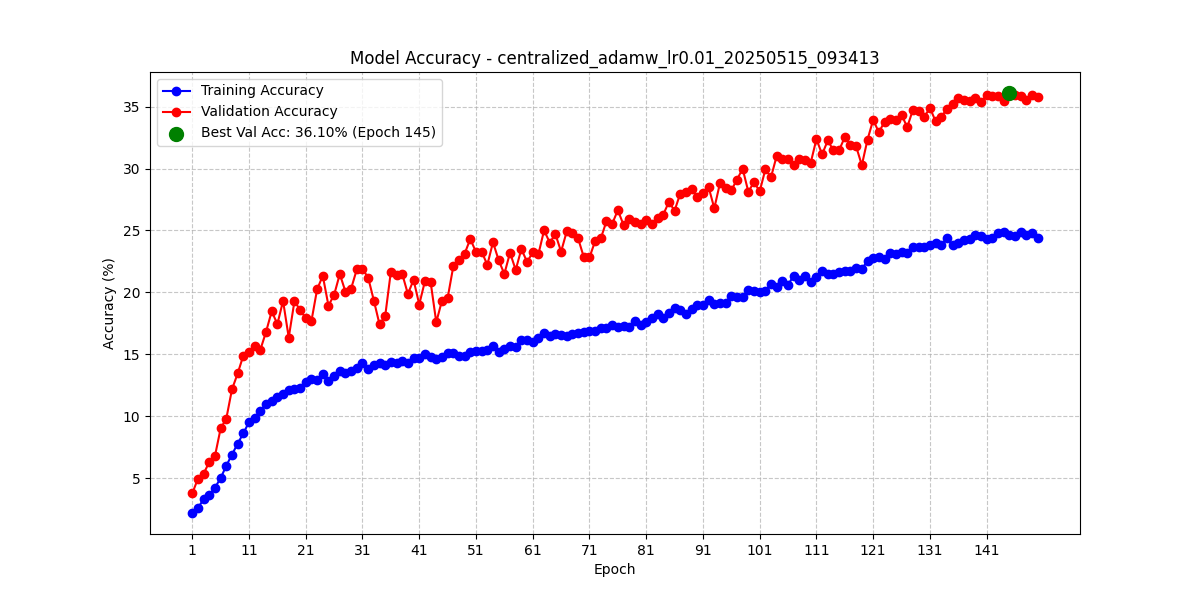 Model Accuracy - centralized_adamw_lr0.01_20250515_093413
Training Accuracy
Validation Accuracy
Best Val Acc: 36.10% (Epoch 145)
Accuracy (%)
35
30
25
20
15
10
5
1 11 21 31 41 51 61 71 81 91 101 111 121 131 141
Epoch